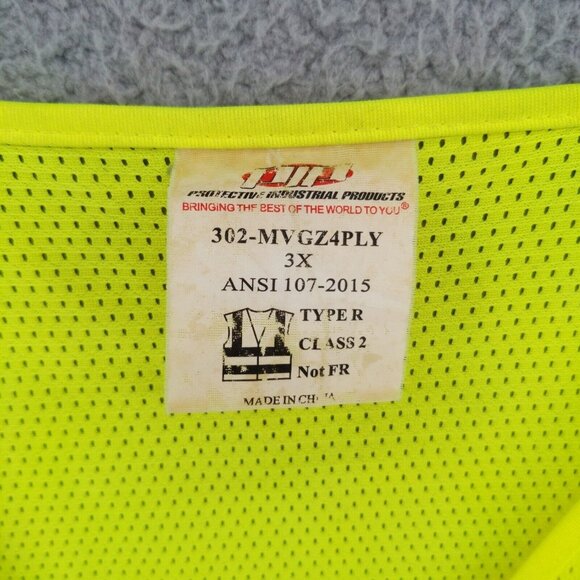 PIP
PROTECTIVE INDUSTRIAL PRODUCTS
BRINGING THE BEST OF THE WORLD TO YOU®
302-MVGZ4PLY
3X
ANSI 107-2015
TYPE R
CLASS 2
Not FR
MADE IN